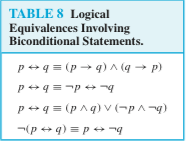 TABLE 8 Logical
Equivalences Involving
Biconditional Statements.
p ↔ q ≡ (p → q) ∧ (q → p)
p ↔ q ≡ ¬p ↔ ¬q
p ↔ q ≡ (p ∧ q) ∨ (¬p ∧ ¬q)
¬(p ↔ q) ≡ p ↔ ¬q